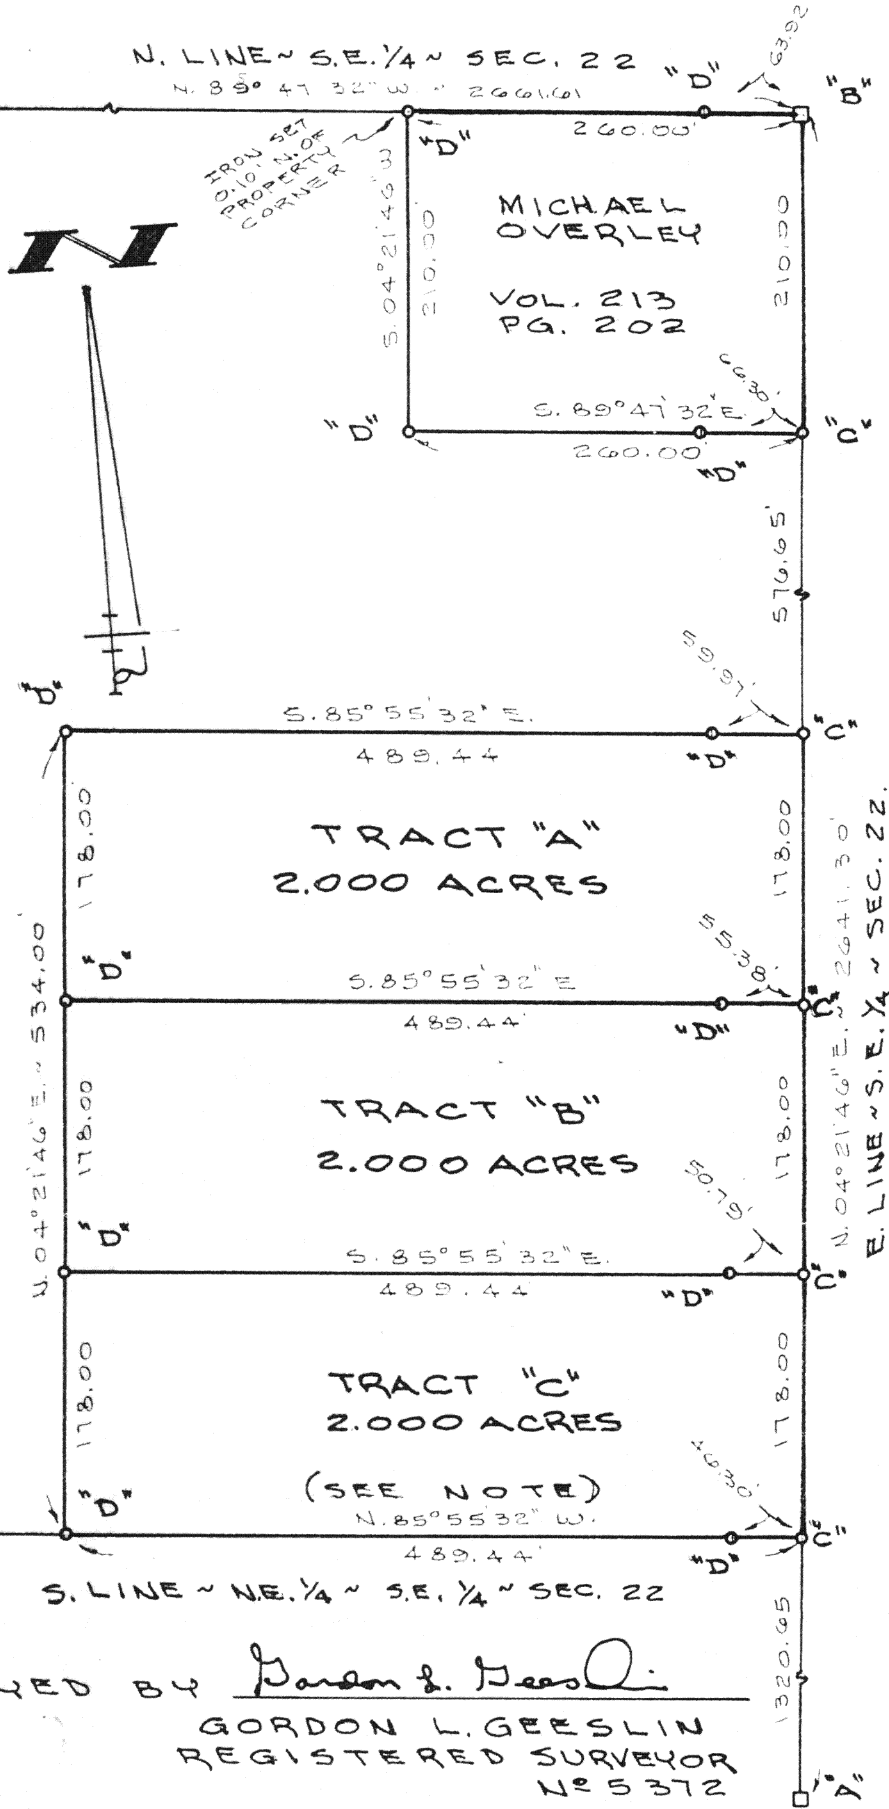 N. LINE ~ S.E. 1/4 ~ SEC. 22
N. 89° 47' 32" W. ~ 2661.61
"D"
63.92
"B"
"D"
260.00'
IRON SET
0.10' N. OF
PROPERTY
CORNER
S. 04° 21' 46" W
210.00'
MICHAEL
OVERLEY
VOL. 213
PG. 202
210.00
N
66.30'
S. 89° 47' 32" E.
"D"
"C"
260.00'
"D"
576.65'
59.97'
"D"
S. 85° 55' 32" E.
"C"
489.44
"D"
178.00'
TRACT "A"
2.000 ACRES
178.00
55.38'
"D"
S. 85° 55' 32" E
"C"
489.44'
"D"
N. 04° 21' 46" E. ~ 534.00'
N. 04° 21' 46" E. ~ 2641.30'
E. LINE ~ S.E. 1/4 ~ SEC. 22.
178.00
TRACT "B"
2.000 ACRES
178.00
50.79'
"D"
S. 85° 55' 32" E.
"C"
489.44
"D"
178.00
TRACT "C"
2.000 ACRES
178.00
(SEE NOTE)
46.30'
"D"
N. 85° 55' 32" W.
"C"
489.44'
"D"
S. LINE ~ N.E. 1/4 ~ S.E. 1/4 ~ SEC. 22
1320.65
YED BY Gordon L. Geeslin
GORDON L. GEESLIN
REGISTERED SURVEYOR
Nº 5372
"A"